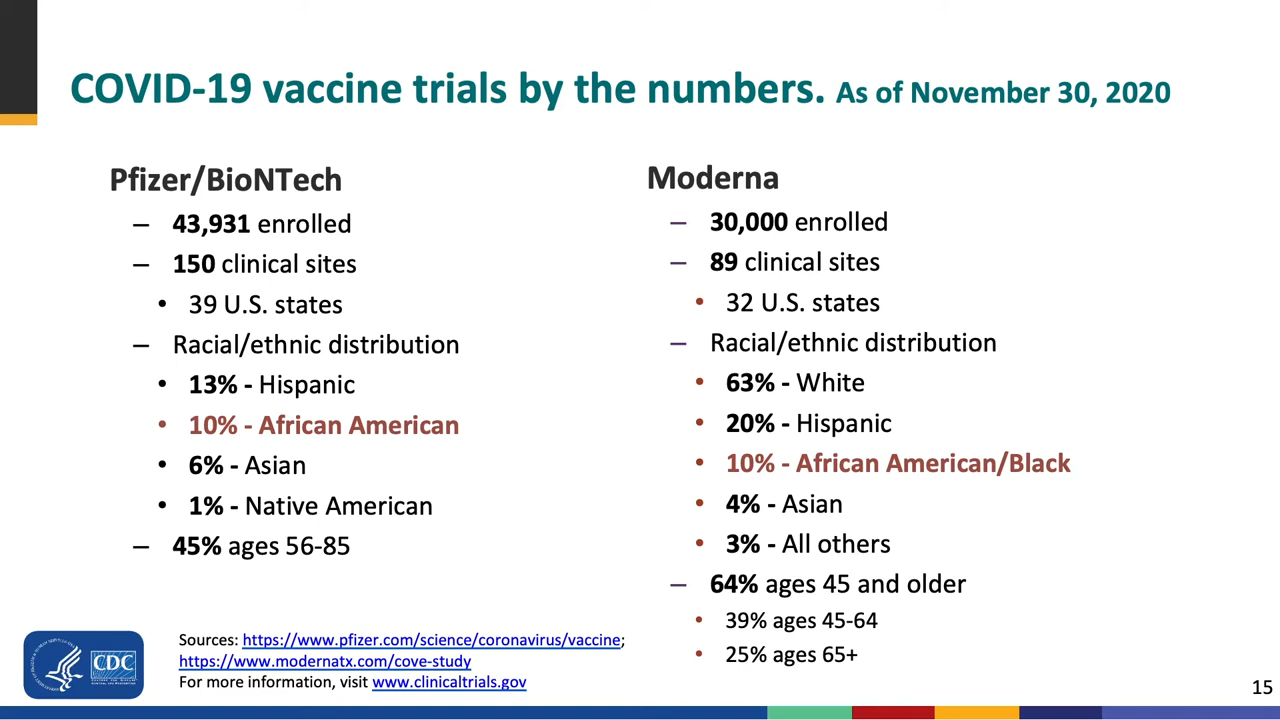 COVID-19 vaccine trials by the numbers. As of November 30, 2020
Pfizer/BioNTech
– 43,931 enrolled
– 150 clinical sites
• 39 U.S. states
– Racial/ethnic distribution
• 13% - Hispanic
• 10% - African American
• 6% - Asian
• 1% - Native American
– 45% ages 56-85
Moderna
– 30,000 enrolled
– 89 clinical sites
• 32 U.S. states
– Racial/ethnic distribution
• 63% - White
• 20% - Hispanic
• 10% - African American/Black
• 4% - Asian
• 3% - All others
– 64% ages 45 and older
• 39% ages 45-64
• 25% ages 65+
Sources: https://www.pfizer.com/science/coronavirus/vaccine;
https://www.modernatx.com/cove-study
For more information, visit www.clinicaltrials.gov
CDC
15